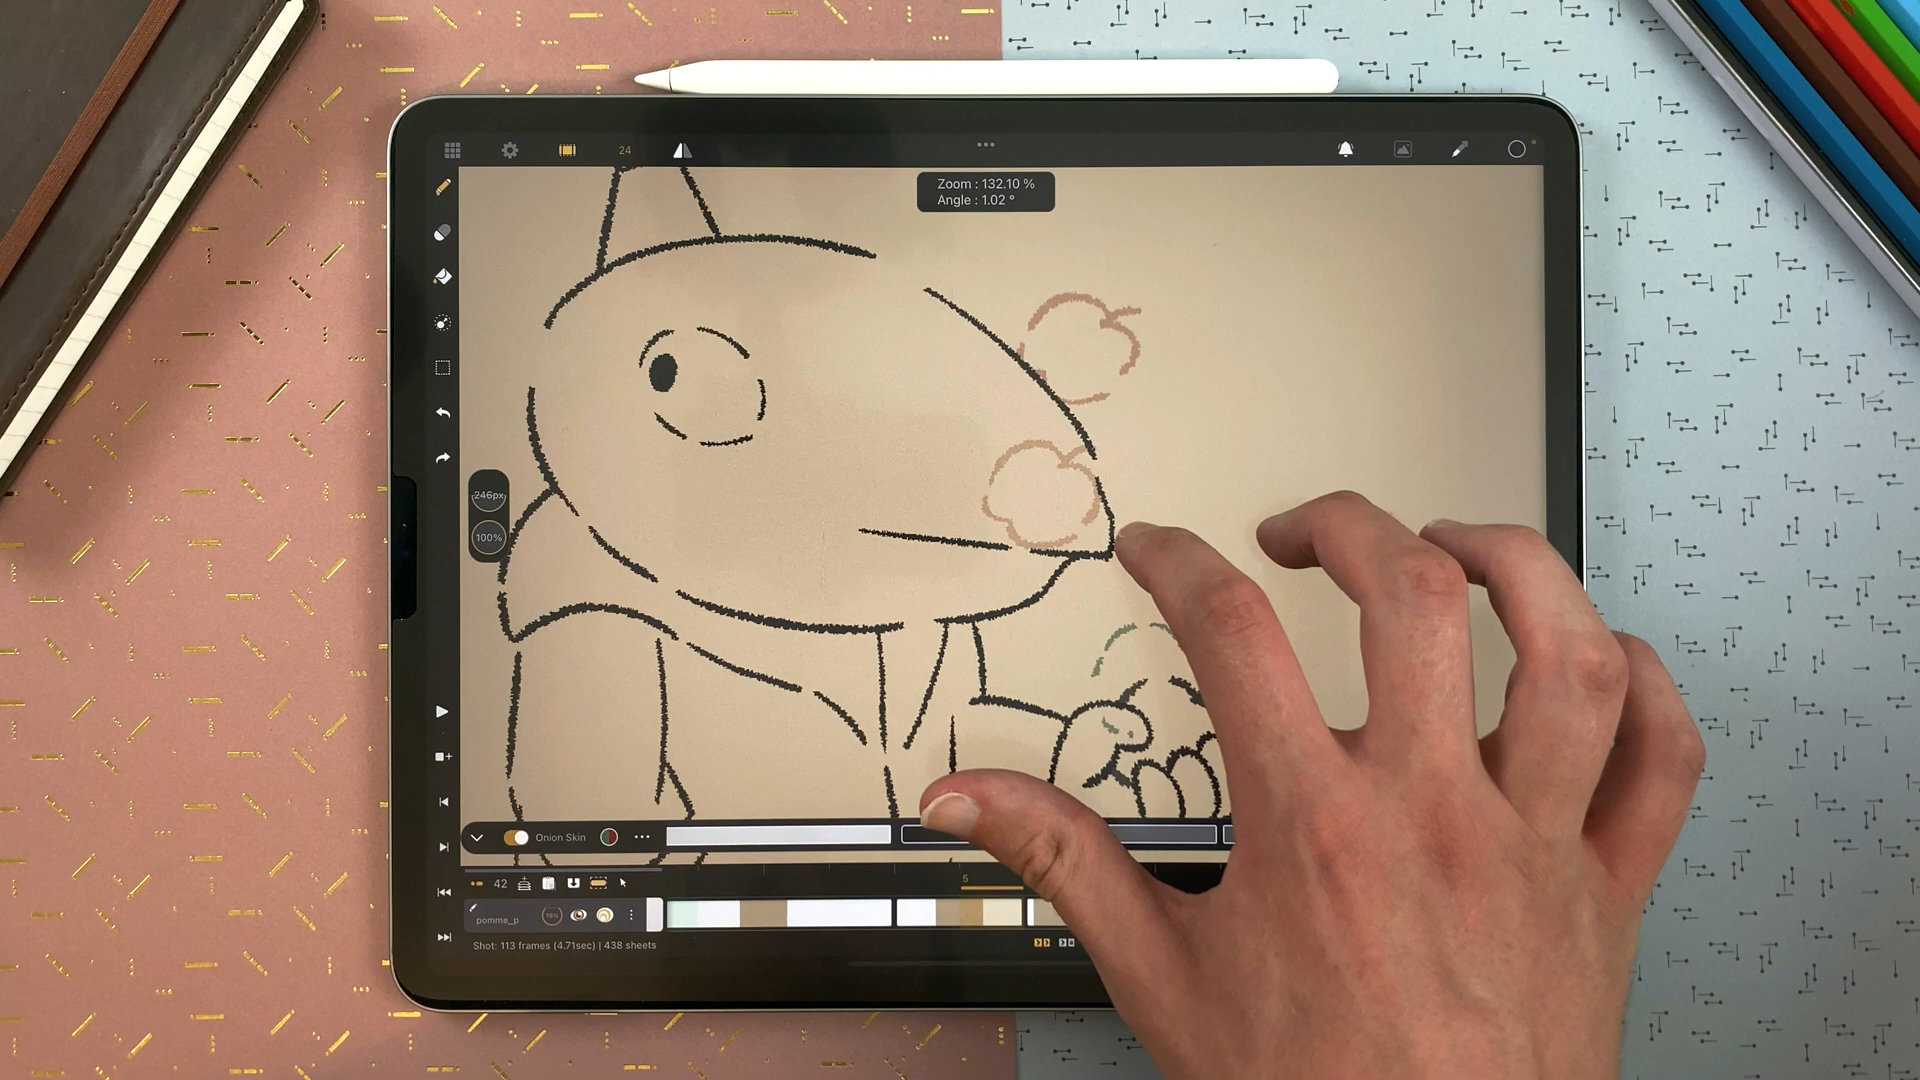 24
Zoom : 132.10 %
Angle : 1.02 °
246px
100%
Onion Skin
42
5
pomme_p
76%
Shot: 113 frames (4.71sec) | 438 sheets